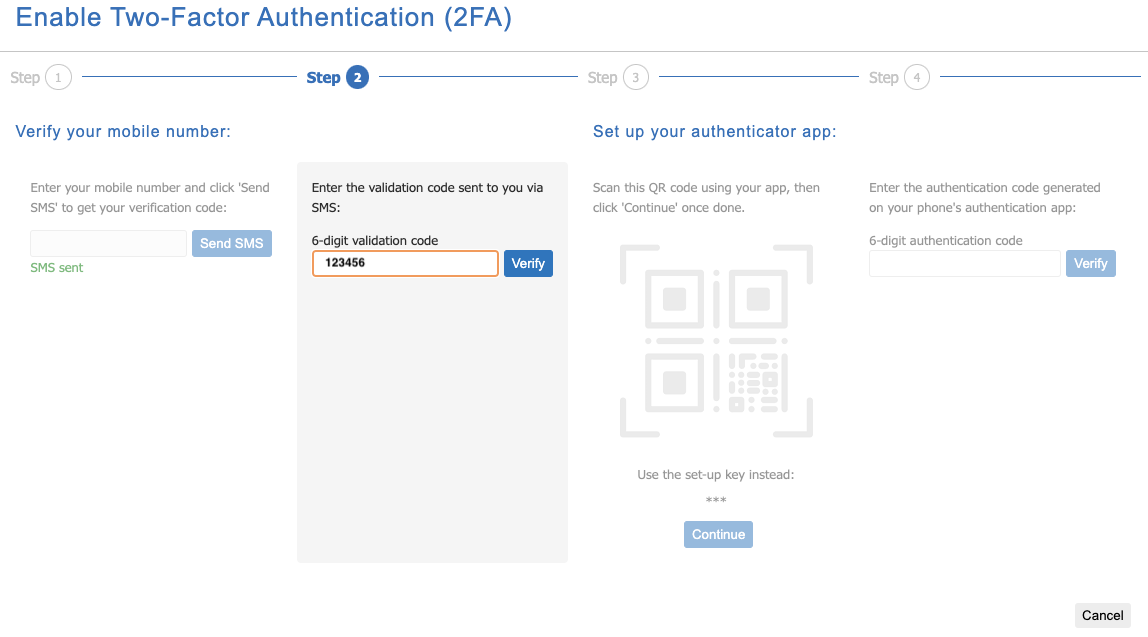 Enable Two-Factor Authentication (2FA)
Step 1
Step 2
Step 3
Step 4
Verify your mobile number:
Set up your authenticator app:
Enter your mobile number and click 'Send
SMS' to get your verification code:
Send SMS
SMS sent
Enter the validation code sent to you via
SMS:
6-digit validation code
123456
Verify
Scan this QR code using your app, then
click 'Continue' once done.
Use the set-up key instead:
***
Continue
Enter the authentication code generated
on your phone's authentication app:
6-digit authentication code
Verify
Cancel